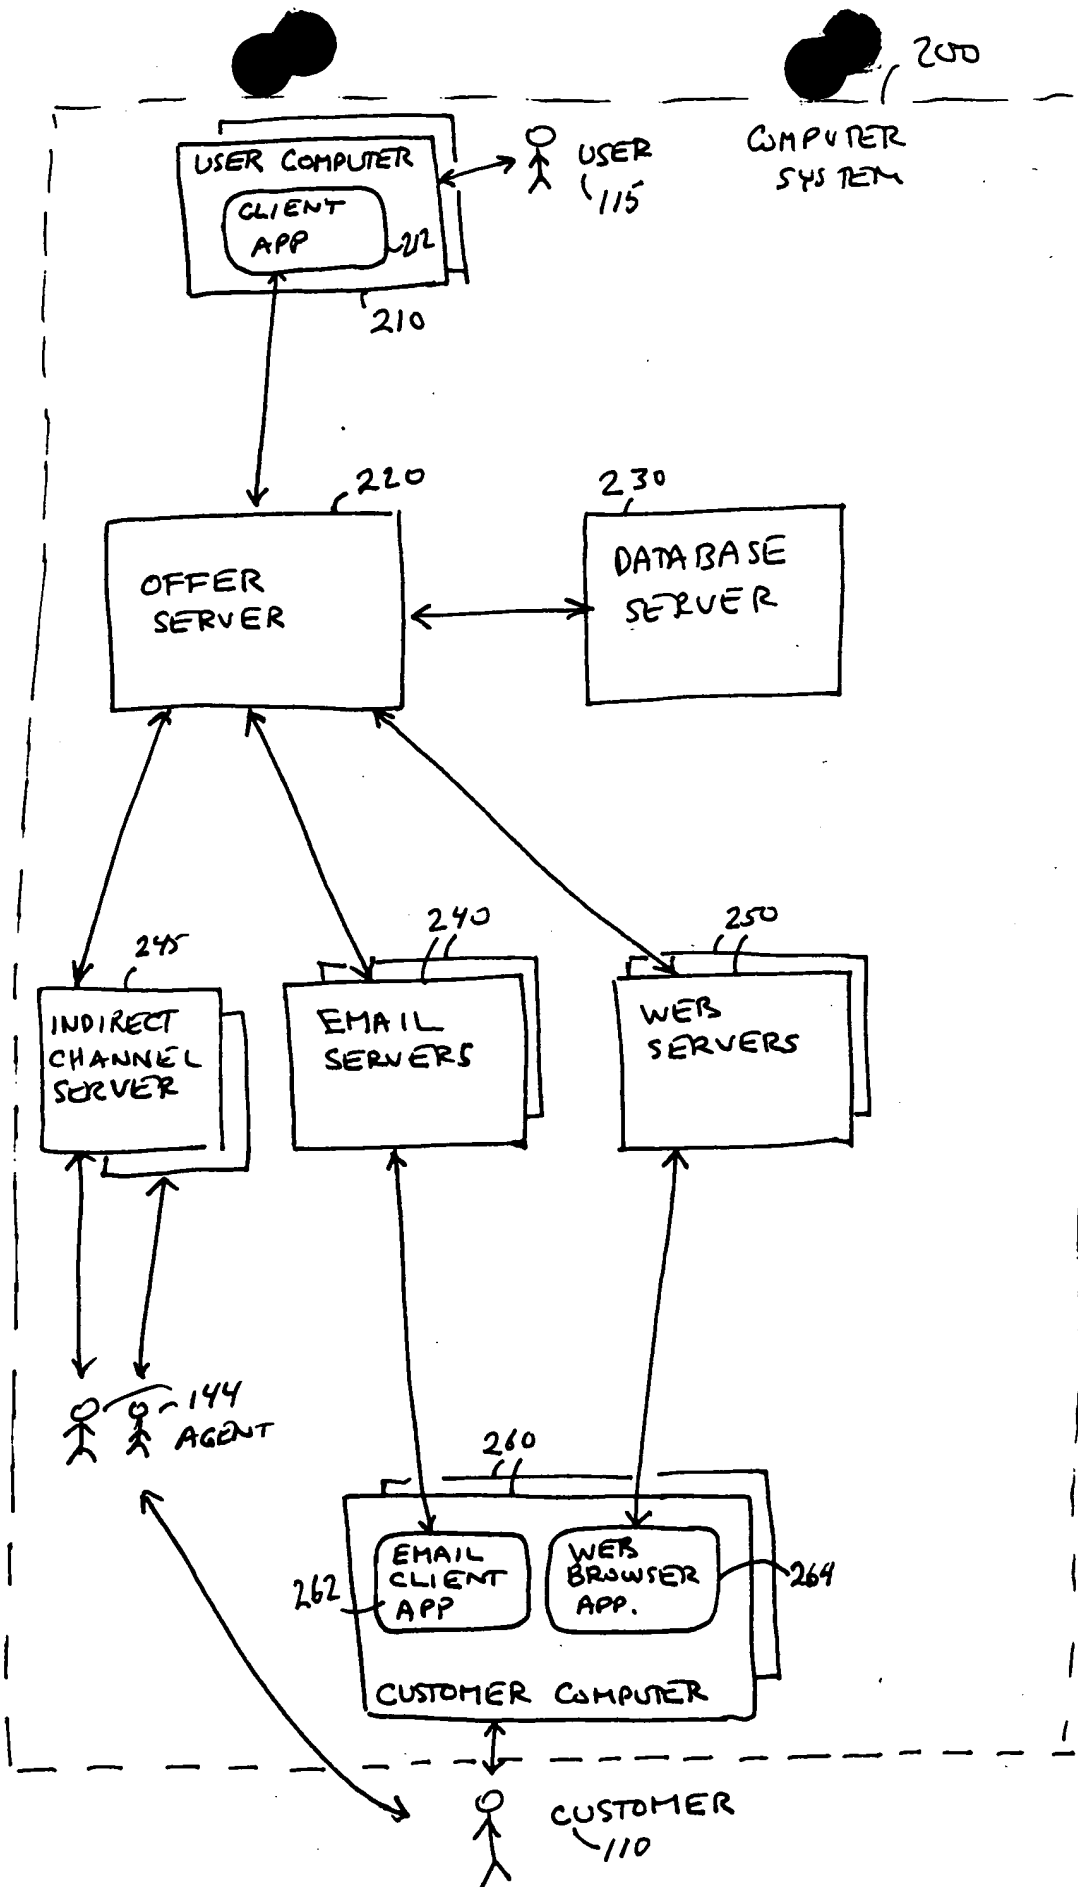 200
COMPUTER
SYSTEM
USER COMPUTER
CLIENT
APP
212
210
USER
115
220
OFFER
SERVER
230
DATABASE
SERVER
245
INDIRECT
CHANNEL
SERVER
240
EMAIL
SERVERS
250
WEB
SERVERS
144
AGENT
260
EMAIL
CLIENT
APP
262
WEB
BROWSER
APP.
264
CUSTOMER COMPUTER
CUSTOMER
110